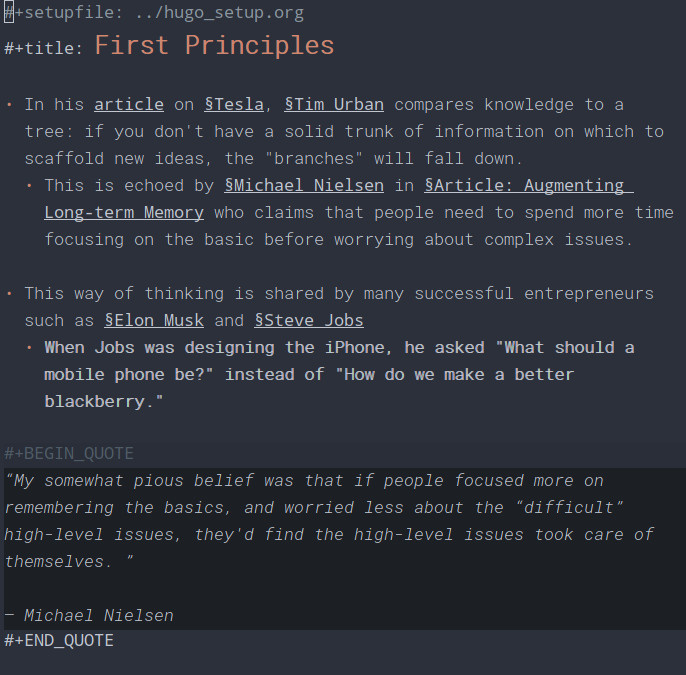 #+setupfile: ../hugo_setup.org
#+title: First Principles
• In his article on §Tesla, §Tim Urban compares knowledge to a
tree: if you don't have a solid trunk of information on which to
scaffold new ideas, the "branches" will fall down.
• This is echoed by §Michael Nielsen in §Article: Augmenting
Long-term Memory who claims that people need to spend more time
focusing on the basic before worrying about complex issues.
• This way of thinking is shared by many successful entrepreneurs
such as §Elon Musk and §Steve Jobs
• When Jobs was designing the iPhone, he asked "What should a
mobile phone be?" instead of "How do we make a better
blackberry."
#+BEGIN_QUOTE
“My somewhat pious belief was that if people focused more on
remembering the basics, and worried less about the “difficult”
high-level issues, they'd find the high-level issues took care of
themselves. ”
— Michael Nielsen
#+END_QUOTE